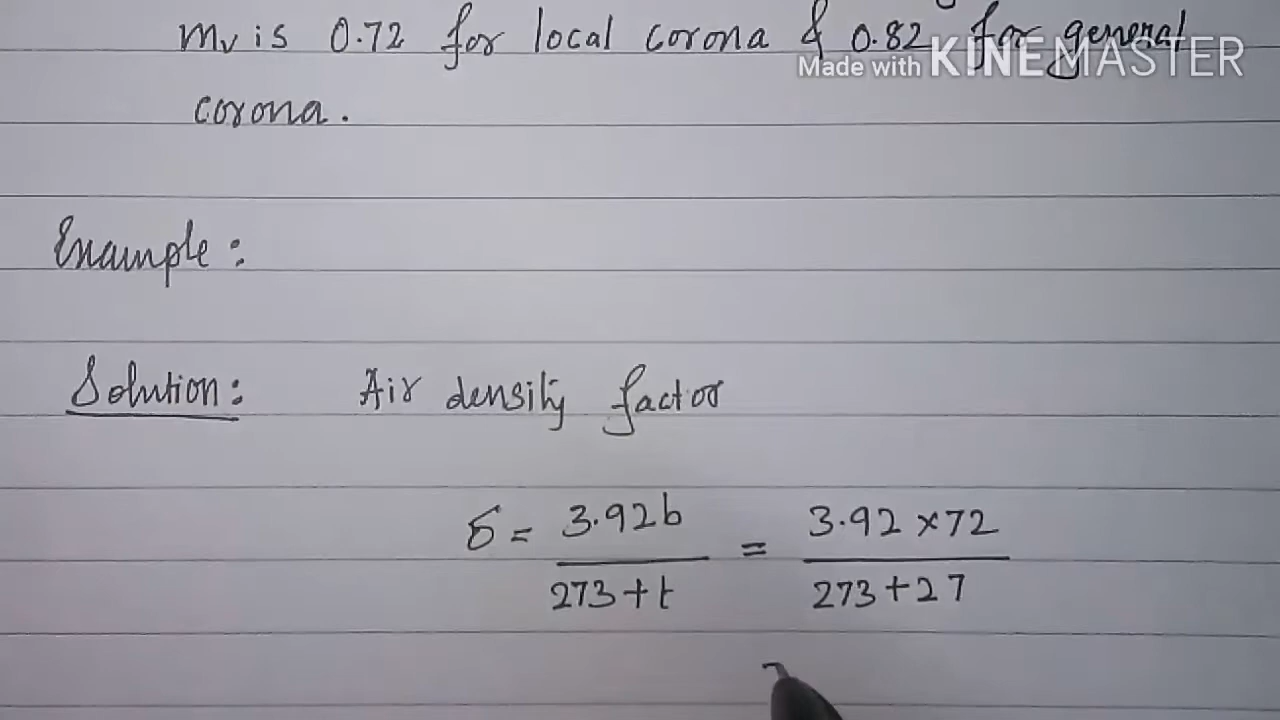 mv is 0.72 for local corona & 0.82 for general
Made with KINEMASTER
corona.
Example:
Solution: Air density factor
δ = 3.92b / 273+t = 3.92 × 72 / 273+27